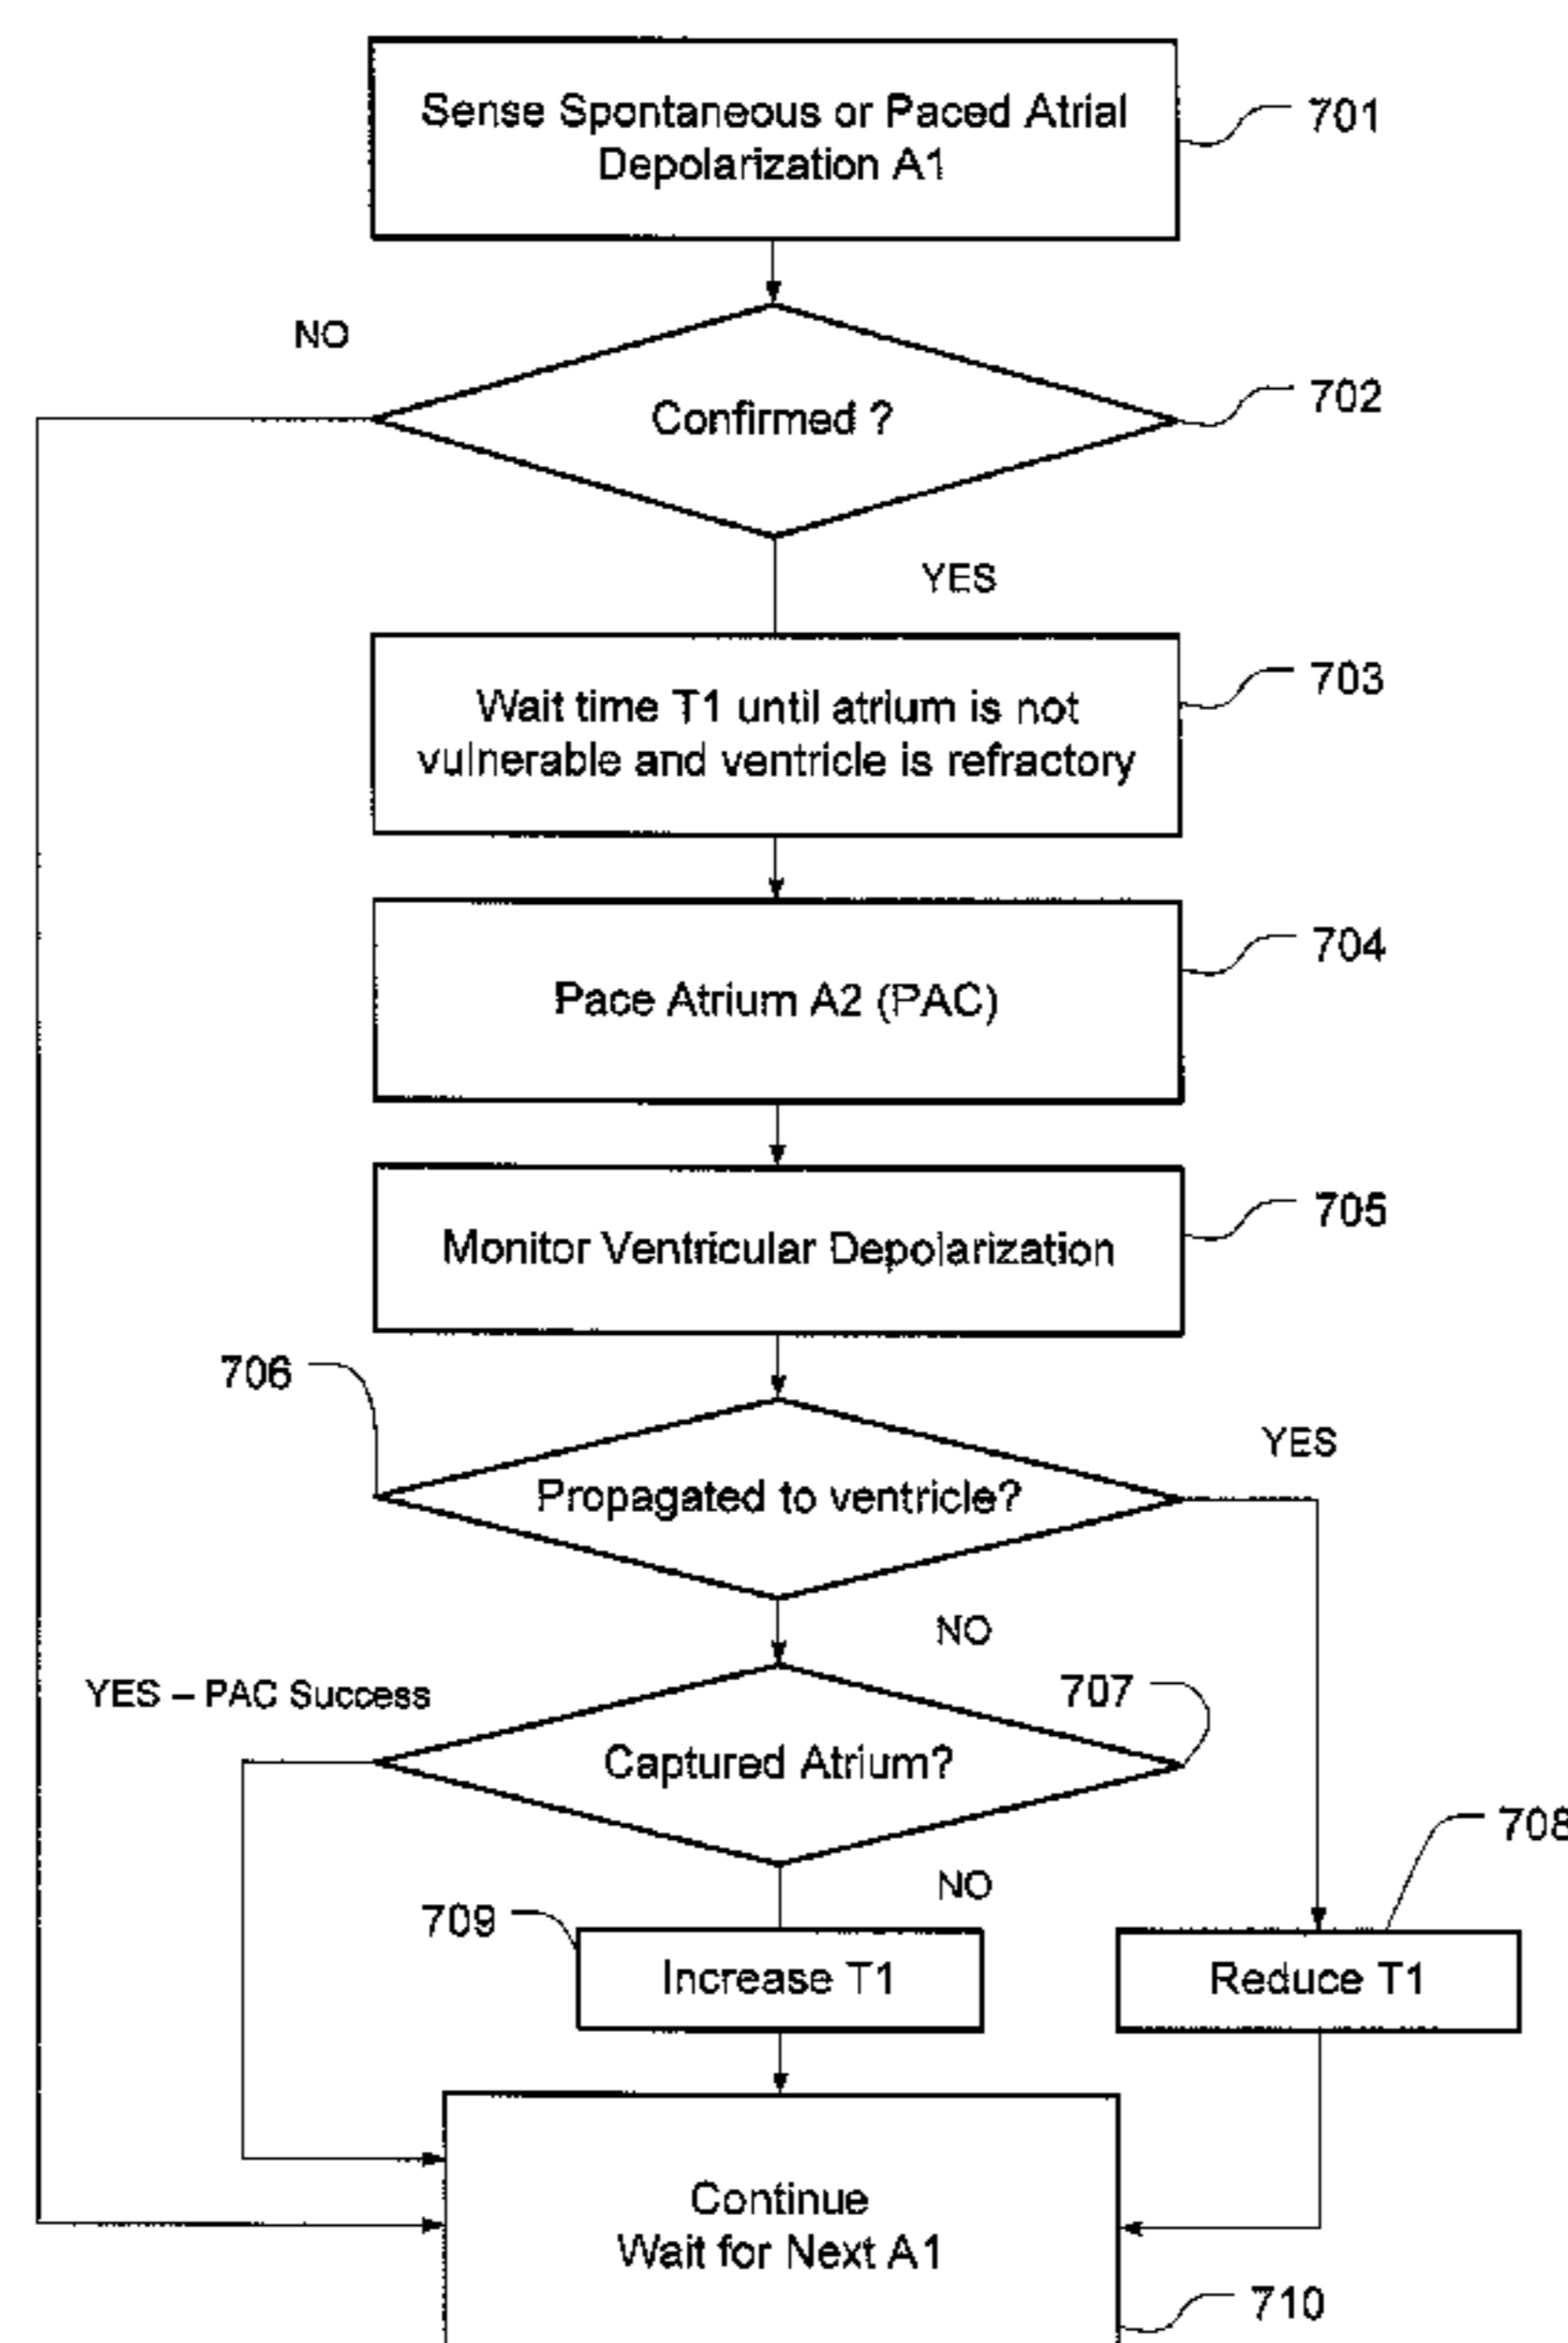 Sense Spontaneous or Paced Atrial
Depolarization A1
701
NO
Confirmed ?
702
YES
Wait time T1 until atrium is not
vulnerable and ventricle is refractory
703
Pace Atrium A2 (PAC)
704
Monitor Ventricular Depolarization
705
706
Propagated to ventricle?
YES
NO
YES – PAC Success
Captured Atrium?
707
NO
708
709
Increase T1
Reduce T1
Continue
Wait for Next A1
710